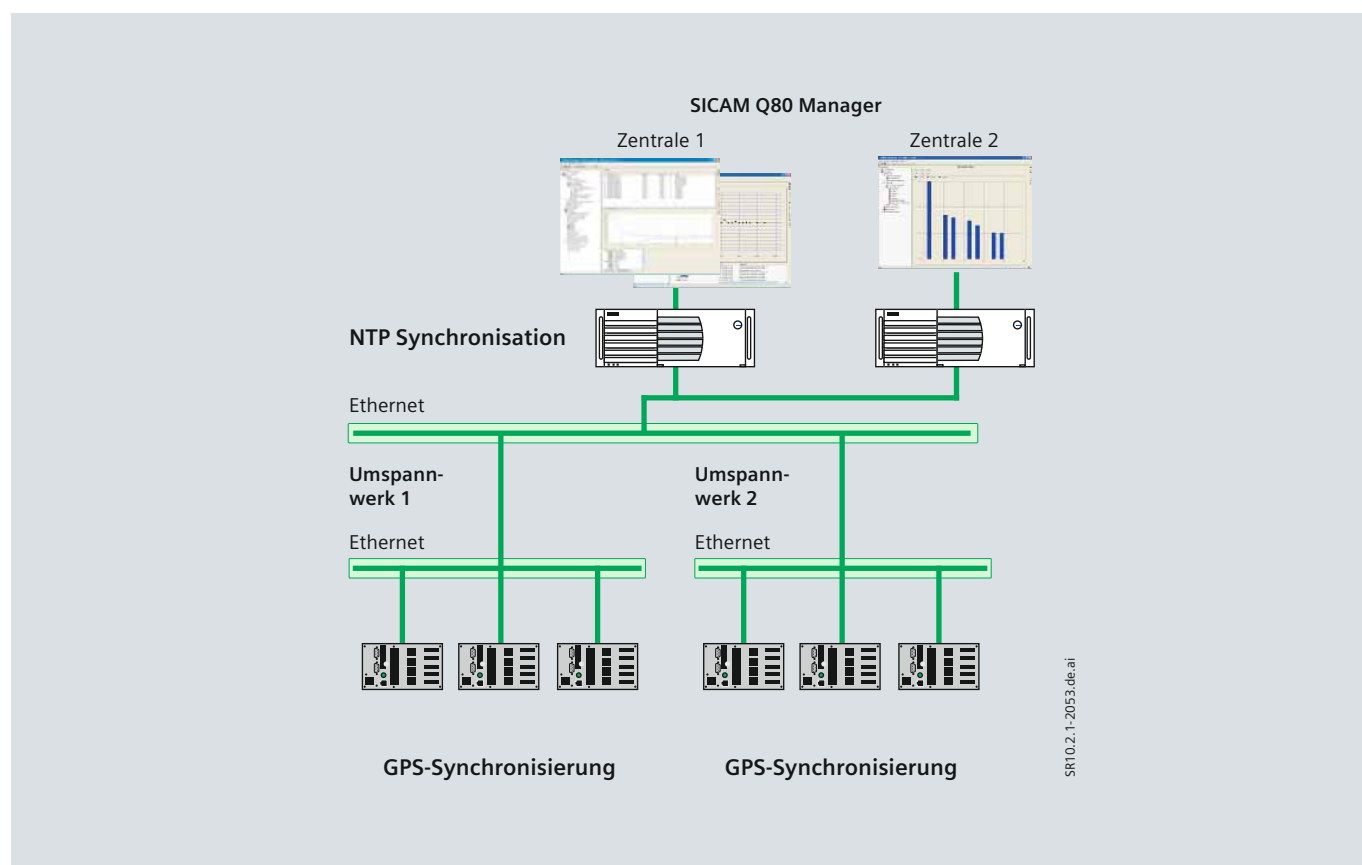 SICAM Q80 Manager
Zentrale 1
Zentrale 2
NTP Synchronisation
Ethernet
Umspann-
werk 1
Umspann-
werk 2
Ethernet
Ethernet
GPS-Synchronisierung
GPS-Synchronisierung
SR10.2.1-2053.de.ai